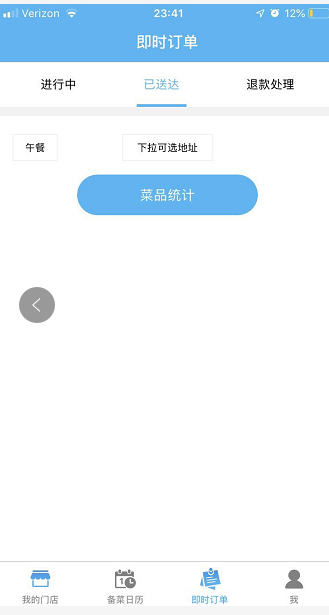 Verizon 23:41 12%
即时订单
进行中 已送达 退款处理
午餐 下拉可选地址
菜品统计
1
我的门店 备菜日历 即时订单 我